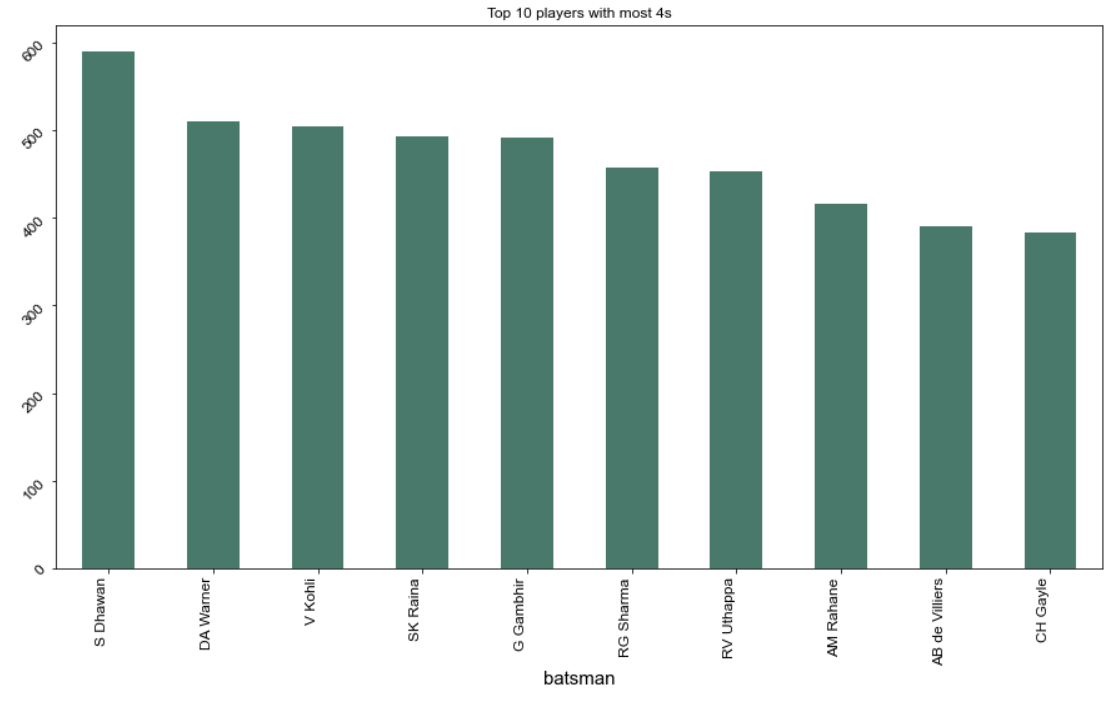 Top 10 players with most 4s
600
500
400
300
200
100
0
S Dhawan
DA Warner
V Kohli
SK Raina
G Gambhir
RG Sharma
RV Uthappa
AM Rahane
AB de Villiers
CH Gayle
batsman